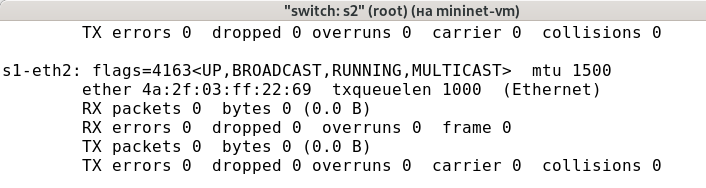 "switch: s2" (root) (на mininet-vm)
TX errors 0  dropped 0 overruns 0  carrier 0  collisions 0
s1-eth2: flags=4163<UP,BROADCAST,RUNNING,MULTICAST>  mtu 1500
ether 4a:2f:03:ff:22:69  txqueuelen 1000  (Ethernet)
RX packets 0  bytes 0 (0.0 B)
RX errors 0  dropped 0  overruns 0  frame 0
TX packets 0  bytes 0 (0.0 B)
TX errors 0  dropped 0 overruns 0  carrier 0  collisions 0